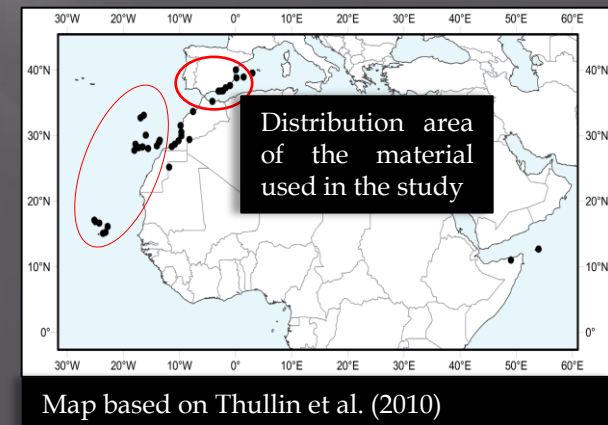 30°W 20°W 10°W 0° 10°E 20°E 30°E 40°E 50°E 60°E
40°N 40°N
30°N 30°N
20°N 20°N
10°N 10°N
0° 0°
30°W 20°W 10°W 0° 10°E 20°E 30°E 40°E 50°E 60°E
Distribution area
of the material
used in the study
Map based on Thullin et al. (2010)